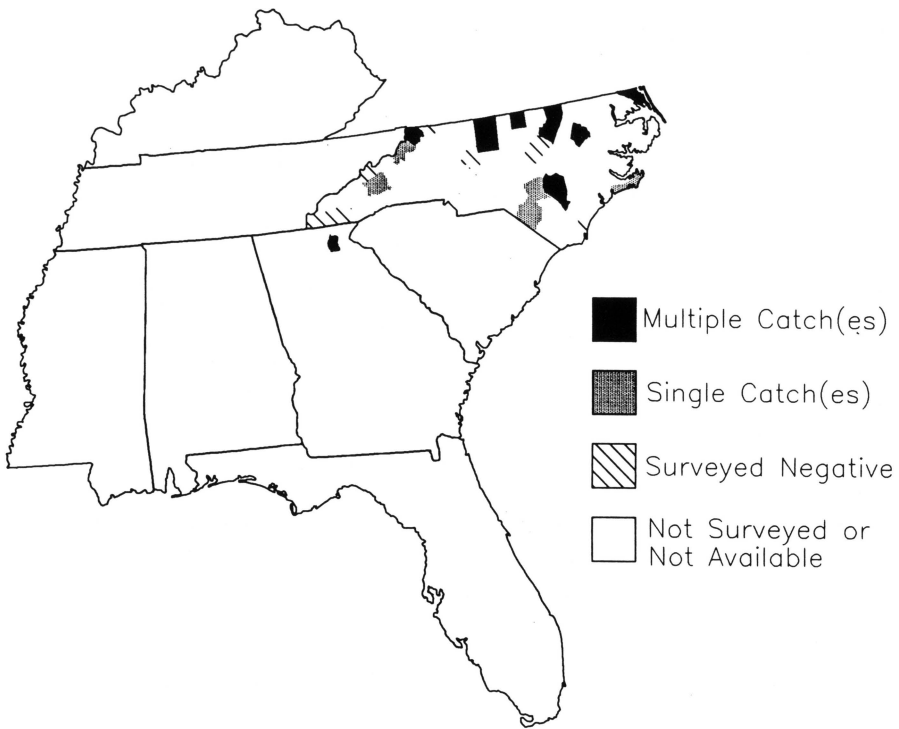 Multiple Catch(es)
Single Catch(es)
Surveyed Negative
Not Surveyed or
Not Available